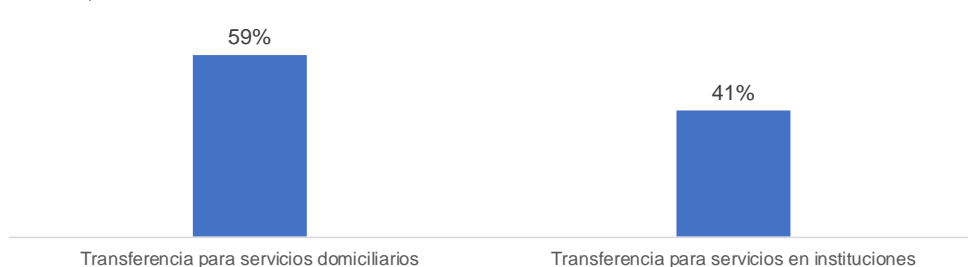 59%
41%
Transferencia para servicios domiciliarios
Transferencia para servicios en instituciones